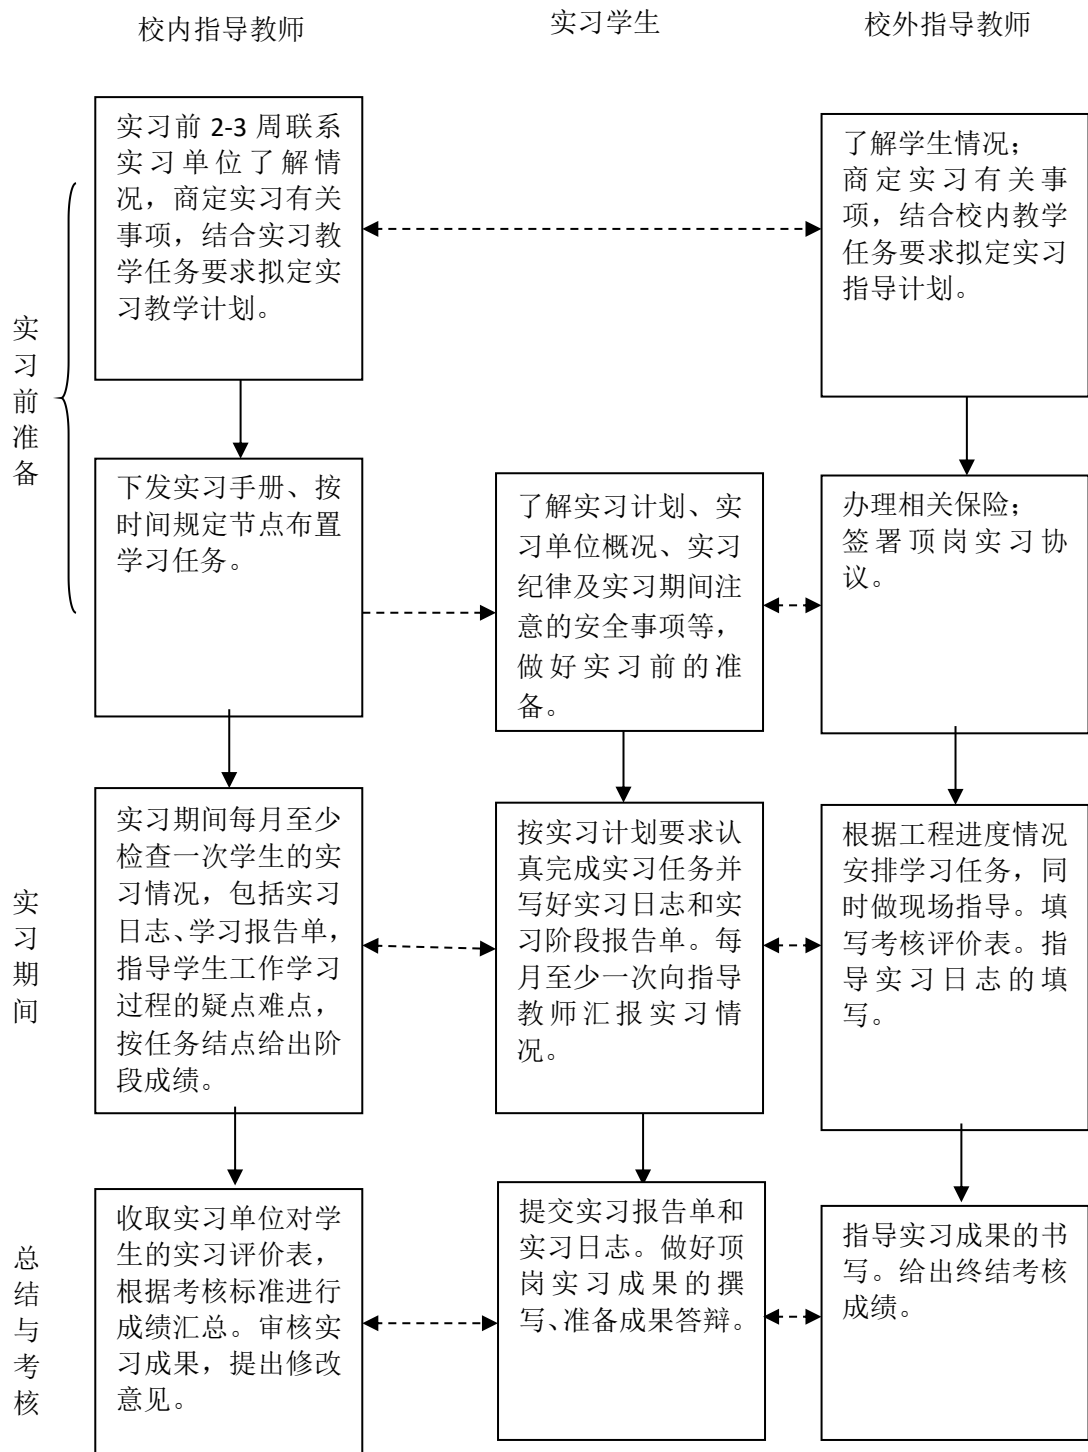 校内指导教师
实习学生
校外指导教师
实习前准备
实习前 2-3 周联系
实习单位了解情
况，商定实习有关
事项，结合实习教
学任务要求拟定实
习教学计划。
了解学生情况；
商定实习有关事
项，结合校内教学
任务要求拟定实习
指导计划。
下发实习手册、按
时间规定节点布置
学习任务。
了解实习计划、实
习单位概况、实习
纪律及实习期间注
意的安全事项等，
做好实习前的准
备。
办理相关保险；
签署顶岗实习协
议。
实习期间
实习期间每月至少
检查一次学生的实
习情况，包括实习
日志、学习报告单，
指导学生工作学习
过程的疑点难点，
按任务结点给出阶
段成绩。
按实习计划要求认
真完成实习任务并
写好实习日志和实
习阶段报告单。每
月至少一次向指导
教师汇报实习情
况。
根据工程进度情况
安排学习任务，同
时做现场指导。填
写考核评价表。指
导实习日志的填
写。
总结与考核
收取实习单位对学
生的实习评价表，
根据考核标准进行
成绩汇总。审核实
习成果，提出修改
意见。
提交实习报告单和
实习日志。做好顶
岗实习成果的撰
写、准备成果答辩。
指导实习成果的书
写。给出终结考核
成绩。